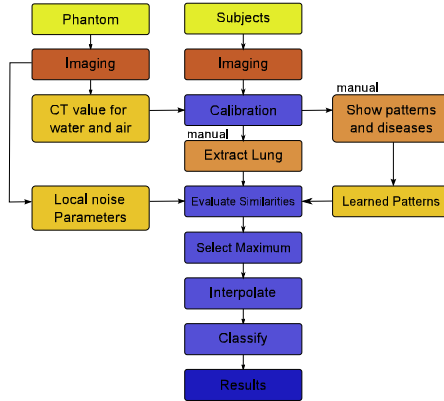 Phantom
Subjects
Imaging
Imaging
manual
CT value for
water and air
Calibration
Show patterns
and diseases
manual
Extract Lung
Local noise
Parameters
Evaluate Similarities
Learned Patterns
Select Maximum
Interpolate
Classify
Results